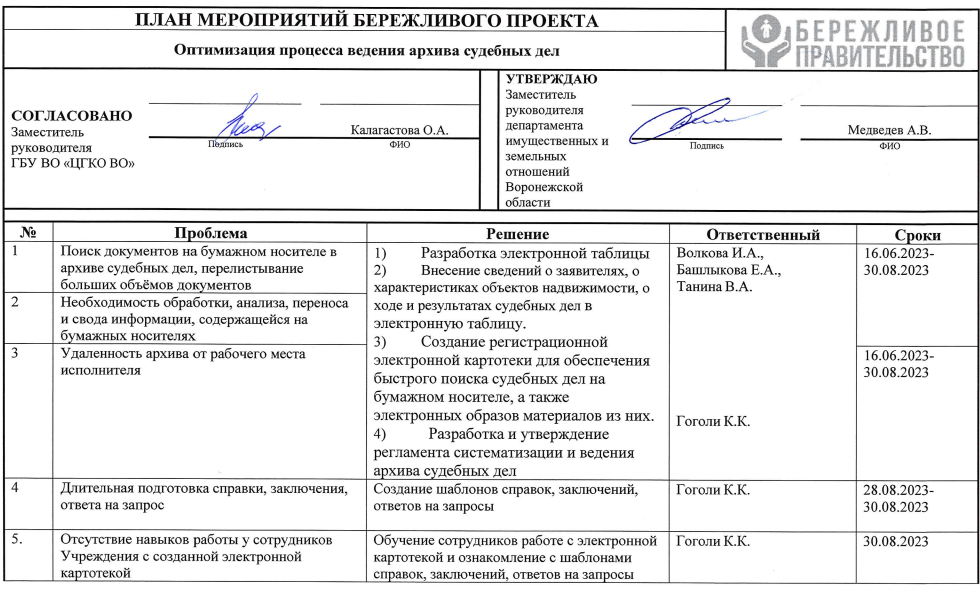 ПЛАН МЕРОПРИЯТИЙ БЕРЕЖЛИВОГО ПРОЕКТА
Оптимизация процесса ведения архива судебных дел
БЕРЕЖЛИВОЕ
ПРАВИТЕЛЬСТВО
СОГЛАСОВАНО
Заместитель
руководителя
ГБУ ВО «ЦГКО ВО»
Подпись
Калагастова О.А.
ФИО
УТВЕРЖДАЮ
Заместитель
руководителя
департамента
имущественных и
земельных
отношений
Воронежской
области
Подпись
Медведев А.В.
ФИО
№ Проблема Решение Ответственный Сроки
1
Поиск документов на бумажном носителе в
архиве судебных дел, перелистывание
больших объёмов документов
2
Необходимость обработки, анализа, переноса
и свода информации, содержащейся на
бумажных носителях
3
Удаленность архива от рабочего места
исполнителя
1) Разработка электронной таблицы
2) Внесение сведений о заявителях, о
характеристиках объектов недвижимости, о
ходе и результатах судебных дел в
электронную таблицу.
3) Создание регистрационной
электронной картотеки для обеспечения
быстрого поиска судебных дел на
бумажном носителе, а также
электронных образов материалов из них.
4) Разработка и утверждение
регламента систематизации и ведения
архива судебных дел
Волкова И.А.,
Башлыкова Е.А.,
Танина В.А.
Гоголи К.К.
16.06.2023-
30.08.2023
16.06.2023-
30.08.2023
4
Длительная подготовка справки, заключения,
ответа на запрос
Создание шаблонов справок, заключений,
ответов на запросы
Гоголи К.К.
28.08.2023-
30.08.2023
5.
Отсутствие навыков работы у сотрудников
Учреждения с созданной электронной
картотекой
Обучение сотрудников работе с электронной
картотекой и ознакомление с шаблонами
справок, заключений, ответов на запросы
Гоголи К.К.
30.08.2023